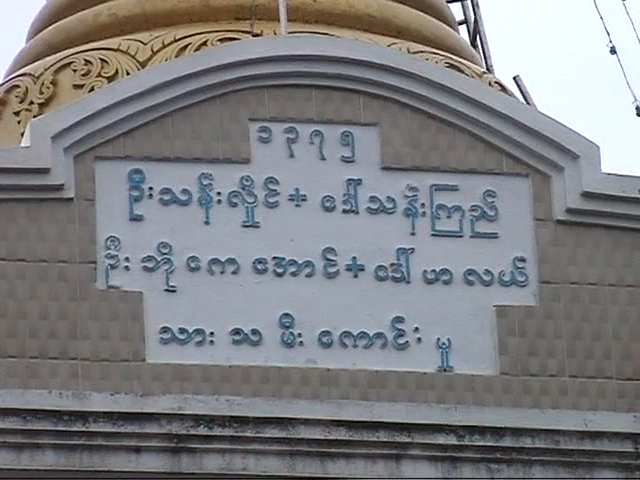 ၁၃၇၅
ဦးသန်းလှိုင် + ဒေါ်သန်းကြည်
ဦးဘိုကေအောင် + ဒေါ်ဟာလယ်
သားသမီးကောင်းမှု